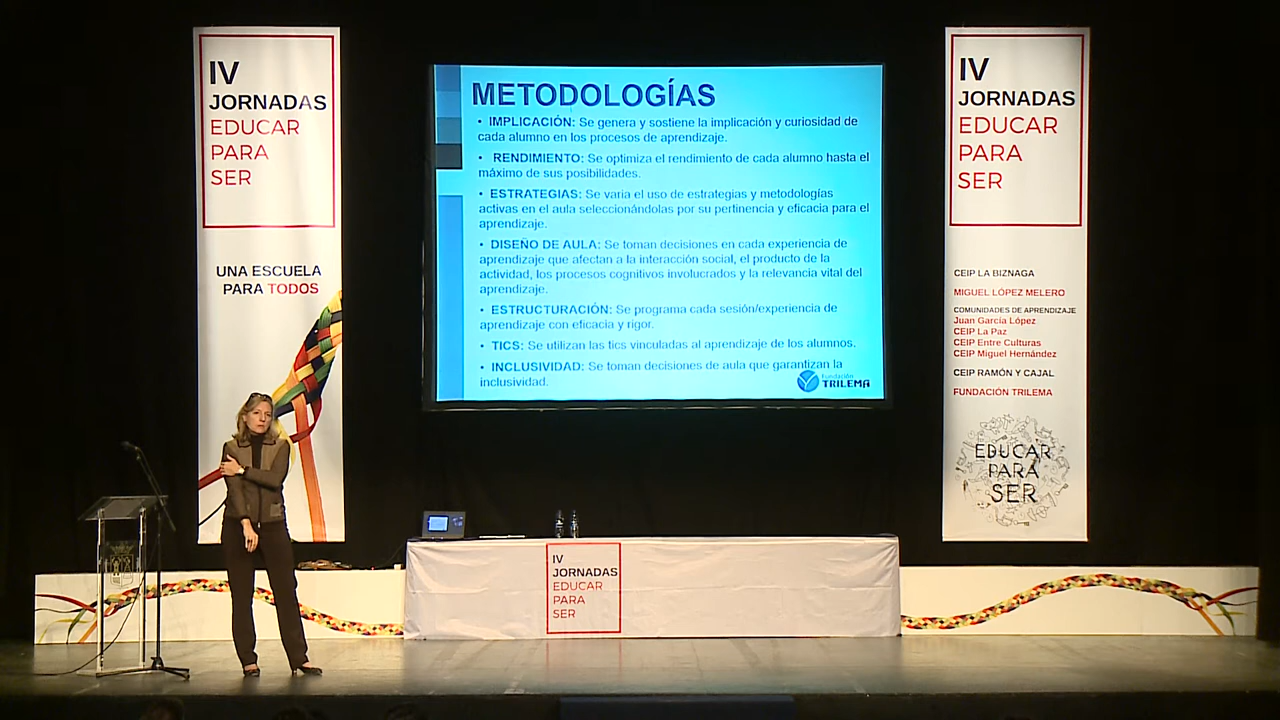 IV
JORNADAS
EDUCAR
PARA
SER
UNA ESCUELA
PARA TODOS
METODOLOGÍAS
• IMPLICACIÓN: Se genera y sostiene la implicación y curiosidad de
cada alumno en los procesos de aprendizaje.
• RENDIMIENTO: Se optimiza el rendimiento de cada alumno hasta el
máximo de sus posibilidades.
• ESTRATEGIAS: Se varia el uso de estrategias y metodologías
activas en el aula seleccionándolas por su pertinencia y eficacia para el
aprendizaje.
• DISEÑO DE AULA: Se toman decisiones en cada experiencia de
aprendizaje que afectan a la interacción social, el producto de la
actividad, los procesos cognitivos involucrados y la relevancia vital del
aprendizaje.
• ESTRUCTURACIÓN: Se programa cada sesión/experiencia de
aprendizaje con eficacia y rigor.
• TICS: Se utilizan las tics vinculadas al aprendizaje de los alumnos.
• INCLUSIVIDAD: Se toman decisiones de aula que garantizan la
inclusividad.
Fundación
TRILEMA
IV
JORNADAS
EDUCAR
PARA
SER
CEIP LA BIZNAGA
MIGUEL LÓPEZ MELERO
COMUNIDADES DE APRENDIZAJE
Juan García López
CEIP La Paz
CEIP Entre Culturas
CEIP Miguel Hernández
CEIP RAMÓN Y CAJAL
FUNDACIÓN TRILEMA
EDUCAR
PARA
SER
IV
JORNADAS
EDUCAR
PARA
SER